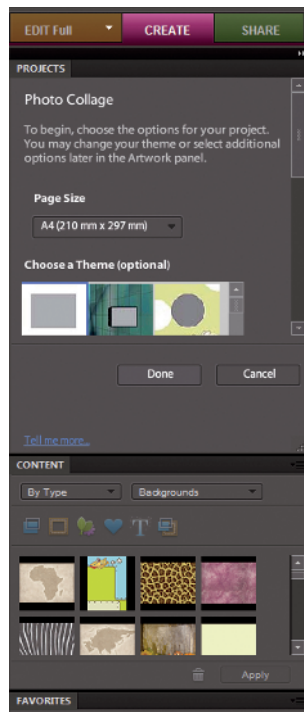 EDIT Full CREATE SHARE
PROJECTS
Photo Collage
To begin, choose the options for your project.
You may change your theme or select additional
options later in the Artwork panel.
Page Size
A4 (210 mm x 297 mm)
Choose a Theme (optional)
Done Cancel
Tell me more...
CONTENT
By Type Backgrounds
T
Apply
FAVORITES